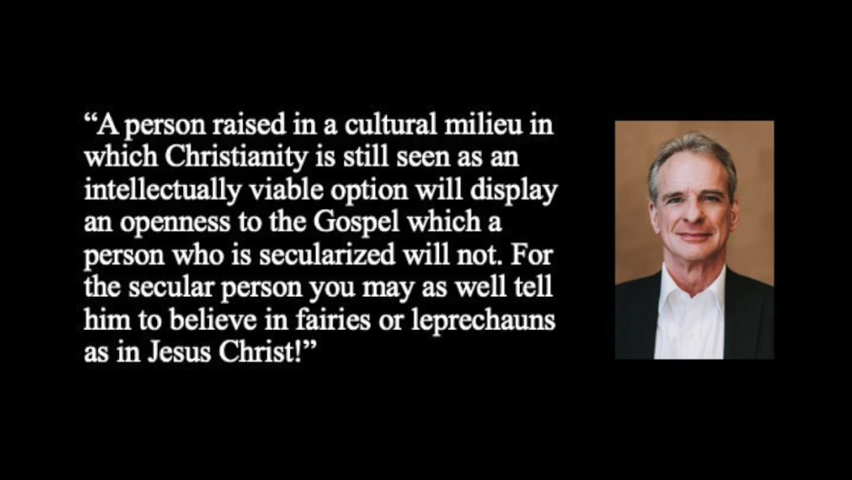 “A person raised in a cultural milieu in
which Christianity is still seen as an
intellectually viable option will display
an openness to the Gospel which a
person who is secularized will not. For
the secular person you may as well tell
him to believe in fairies or leprechauns
as in Jesus Christ!”